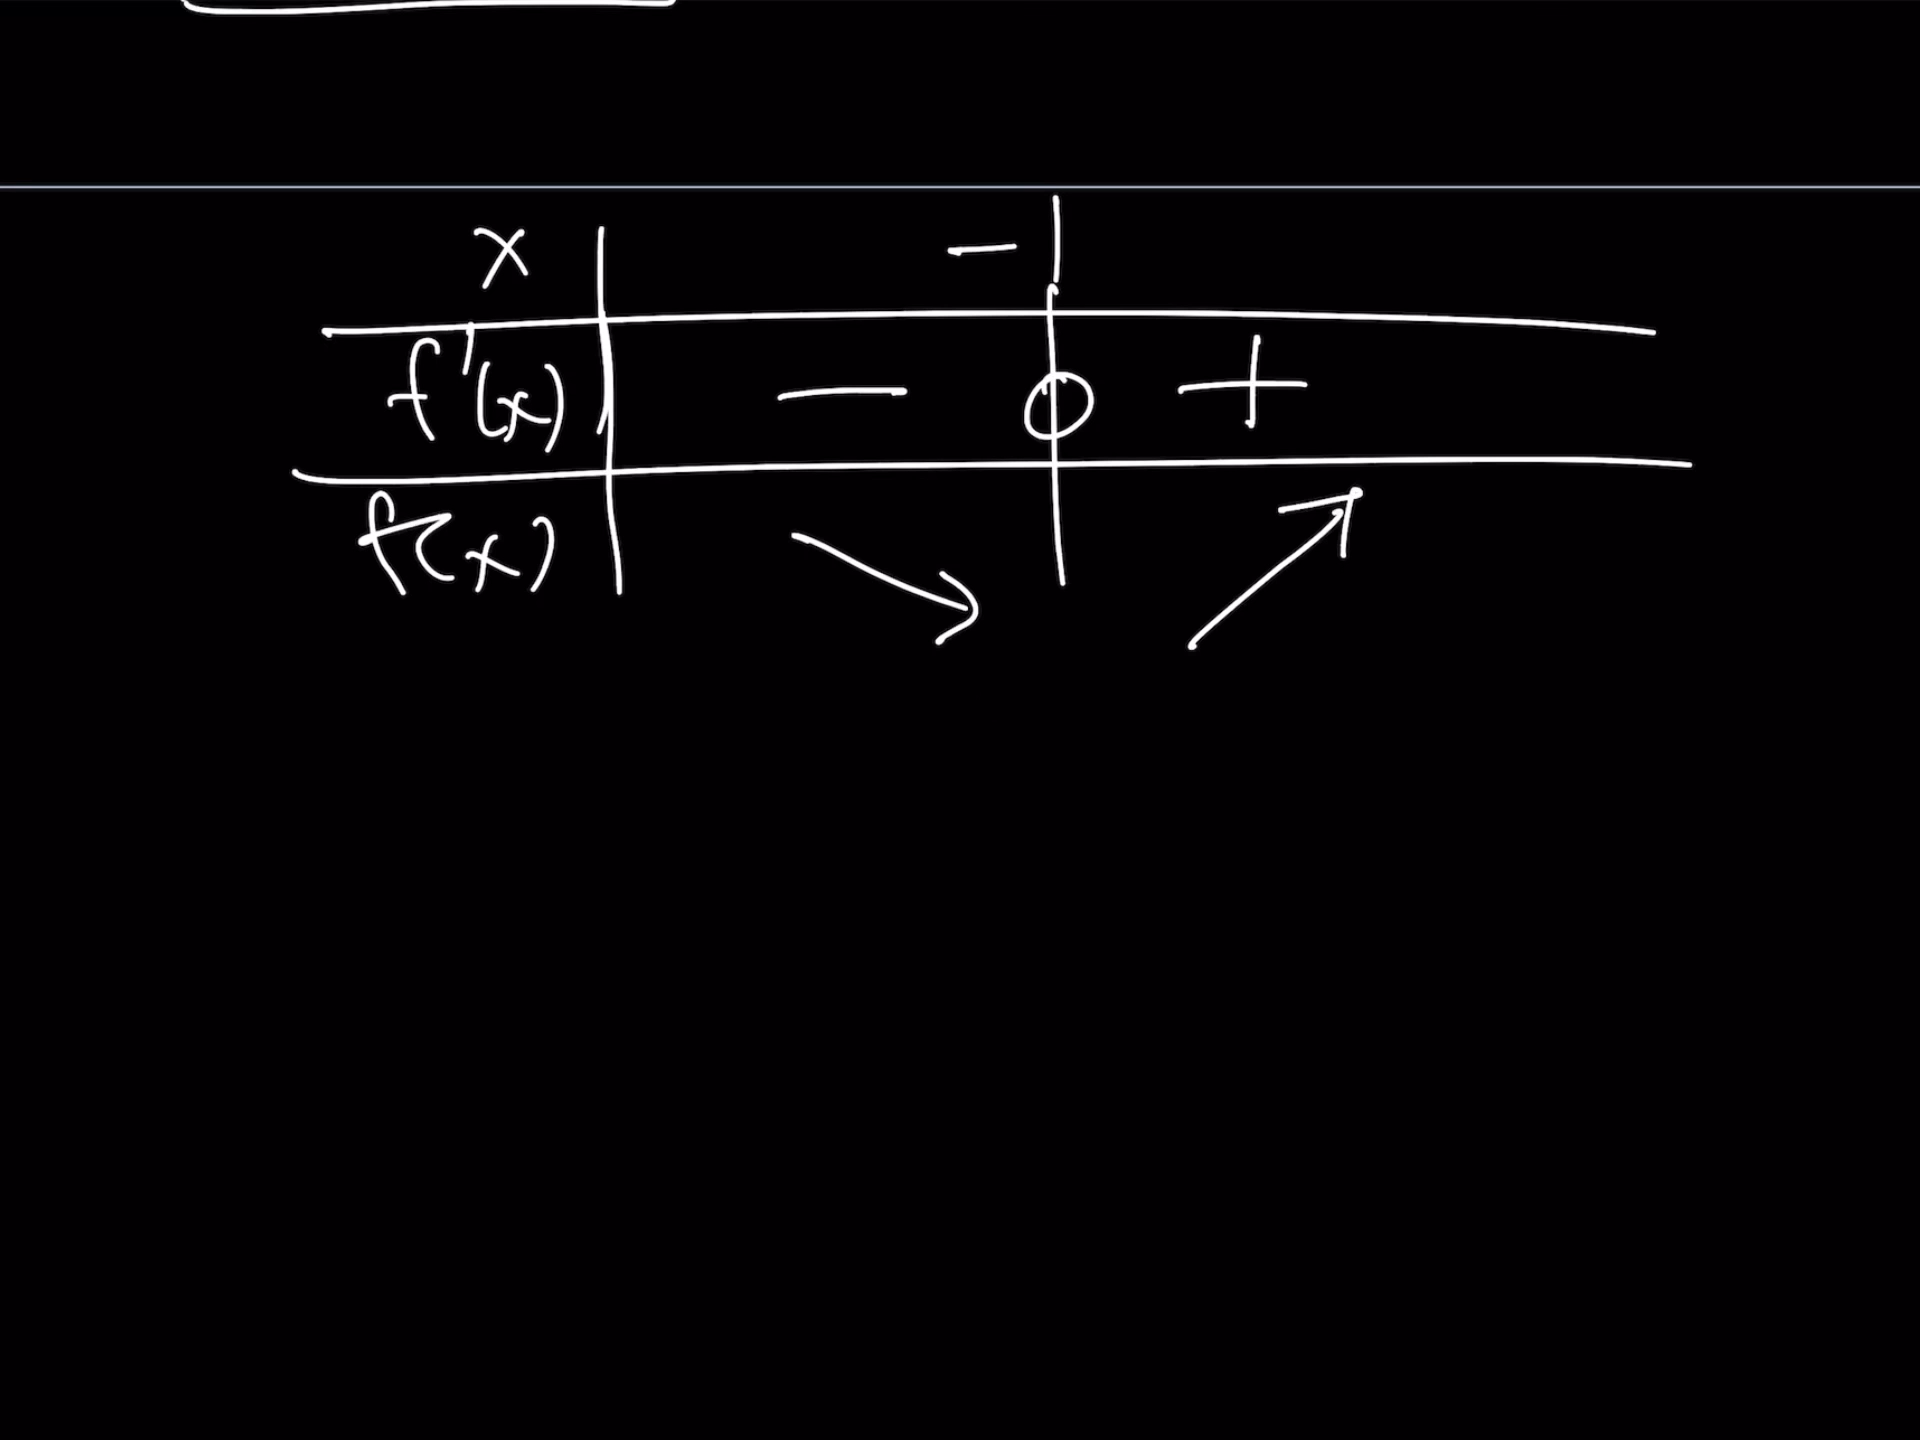 x -1
f'(x) - 0 +
f(x) ↘ ↗